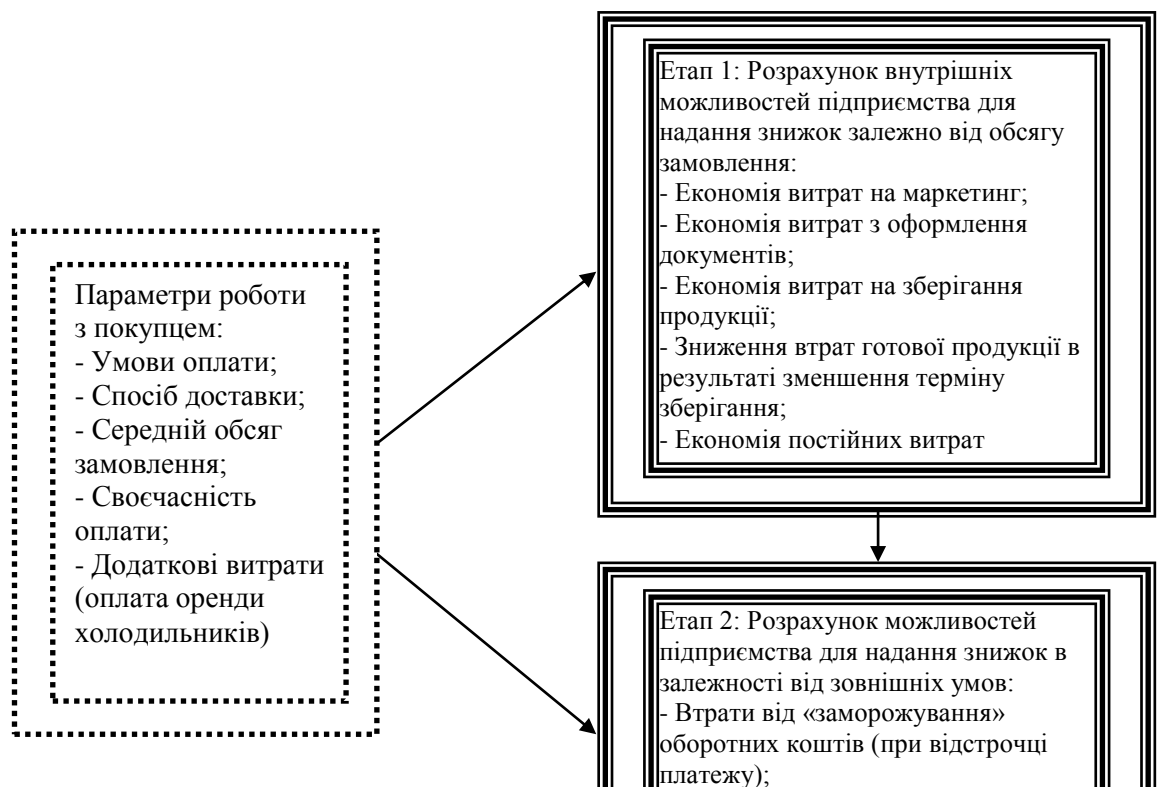 Параметри роботи
з покупцем:
- Умови оплати;
- Спосіб доставки;
- Середній обсяг
замовлення;
- Своєчасність
оплати;
- Додаткові витрати
(оплата оренди
холодильників)
Етап 1: Розрахунок внутрішніх
можливостей підприємства для
надання знижок залежно від обсягу
замовлення:
- Економія витрат на маркетинг;
- Економія витрат з оформлення
документів;
- Економія витрат на зберігання
продукції;
- Зниження втрат готової продукції в
результаті зменшення терміну
зберігання;
- Економія постійних витрат
Етап 2: Розрахунок можливостей
підприємства для надання знижок в
залежності від зовнішніх умов:
- Втрати від «заморожування»
оборотних коштів (при відстрочці
платежу);